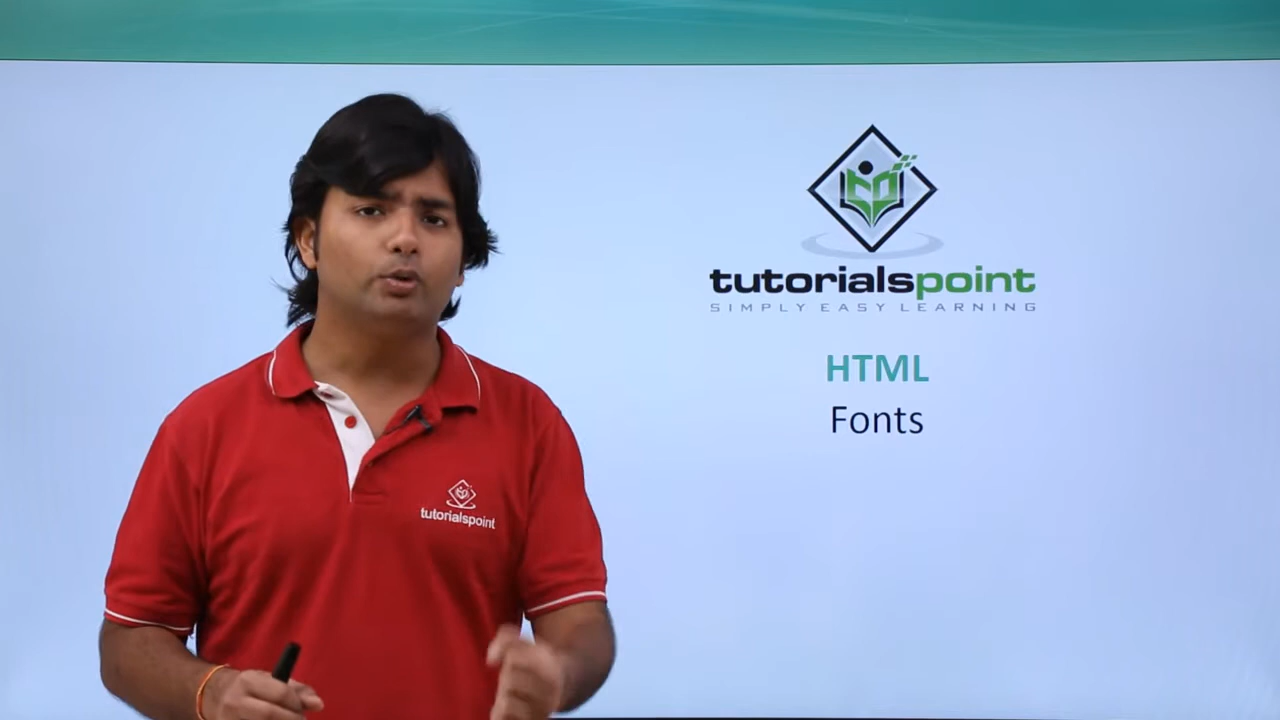 tutorialspoint
SIMPLY EASY LEARNING
HTML
Fonts
tutorialspoint